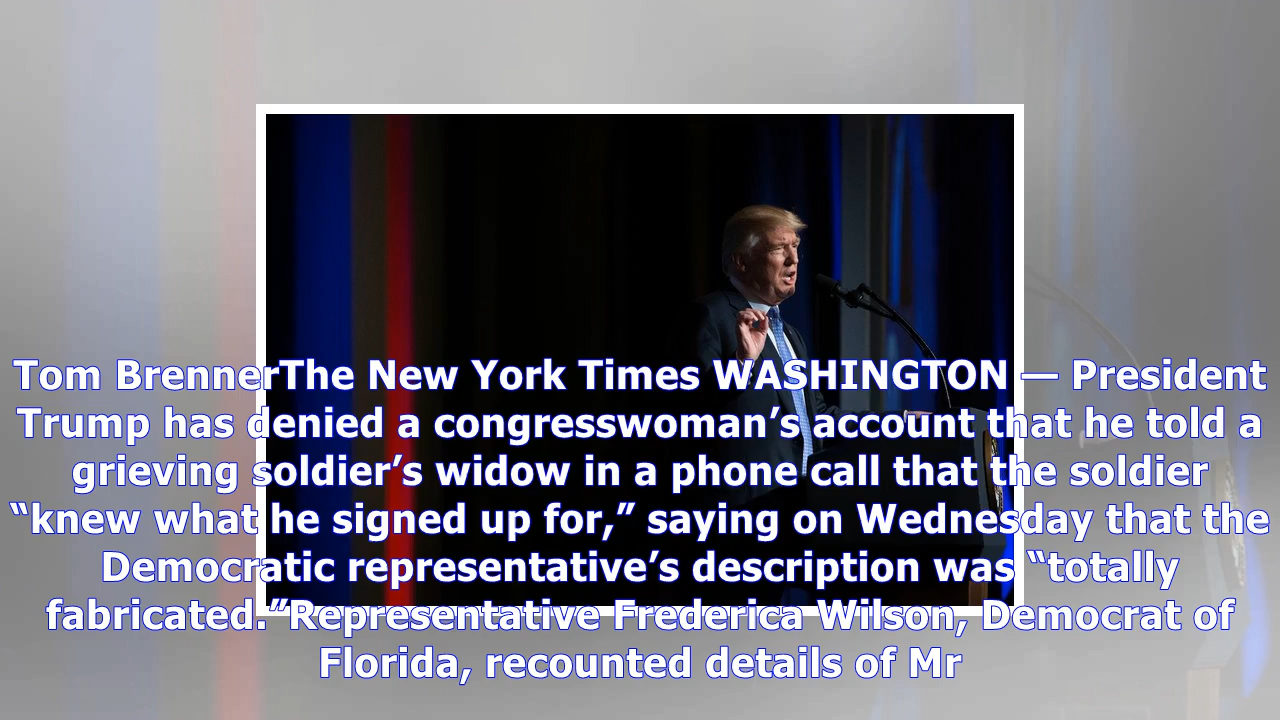 Tom BrennerThe New York Times WASHINGTON — President
Trump has denied a congresswoman’s account that he told a
grieving soldier’s widow in a phone call that the soldier
“knew what he signed up for,” saying on Wednesday that the
Democratic representative’s description was “totally
fabricated.”Representative Frederica Wilson, Democrat of
Florida, recounted details of Mr